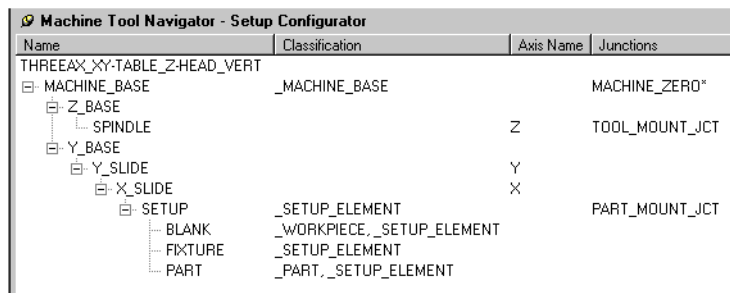 Machine Tool Navigator - Setup Configurator
Name Classification Axis Name Junctions
THREEAX_XY-TABLE_Z-HEAD_VERT
MACHINE_BASE _MACHINE_BASE MACHINE_ZERO*
Z_BASE
SPINDLE Z TOOL_MOUNT_JCT
Y_BASE
Y_SLIDE Y
X_SLIDE X
SETUP _SETUP_ELEMENT PART_MOUNT_JCT
BLANK _WORKPIECE, _SETUP_ELEMENT
FIXTURE _SETUP_ELEMENT
PART _PART, _SETUP_ELEMENT